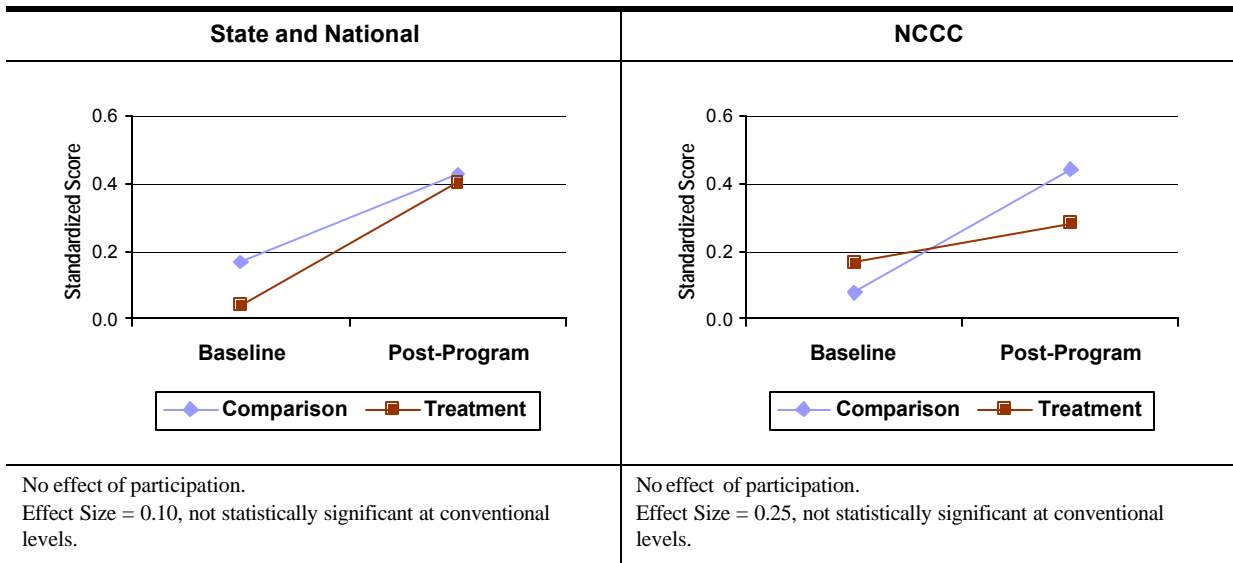 State and National
Standardized Score
0.6
0.4
0.2
0.0
Baseline Post-Program
Comparison Treatment
No effect of participation.
Effect Size = 0.10, not statistically significant at conventional
levels.
NCCC
Standardized Score
0.6
0.4
0.2
0.0
Baseline Post-Program
Comparison Treatment
No effect of participation.
Effect Size = 0.25, not statistically significant at conventional
levels.